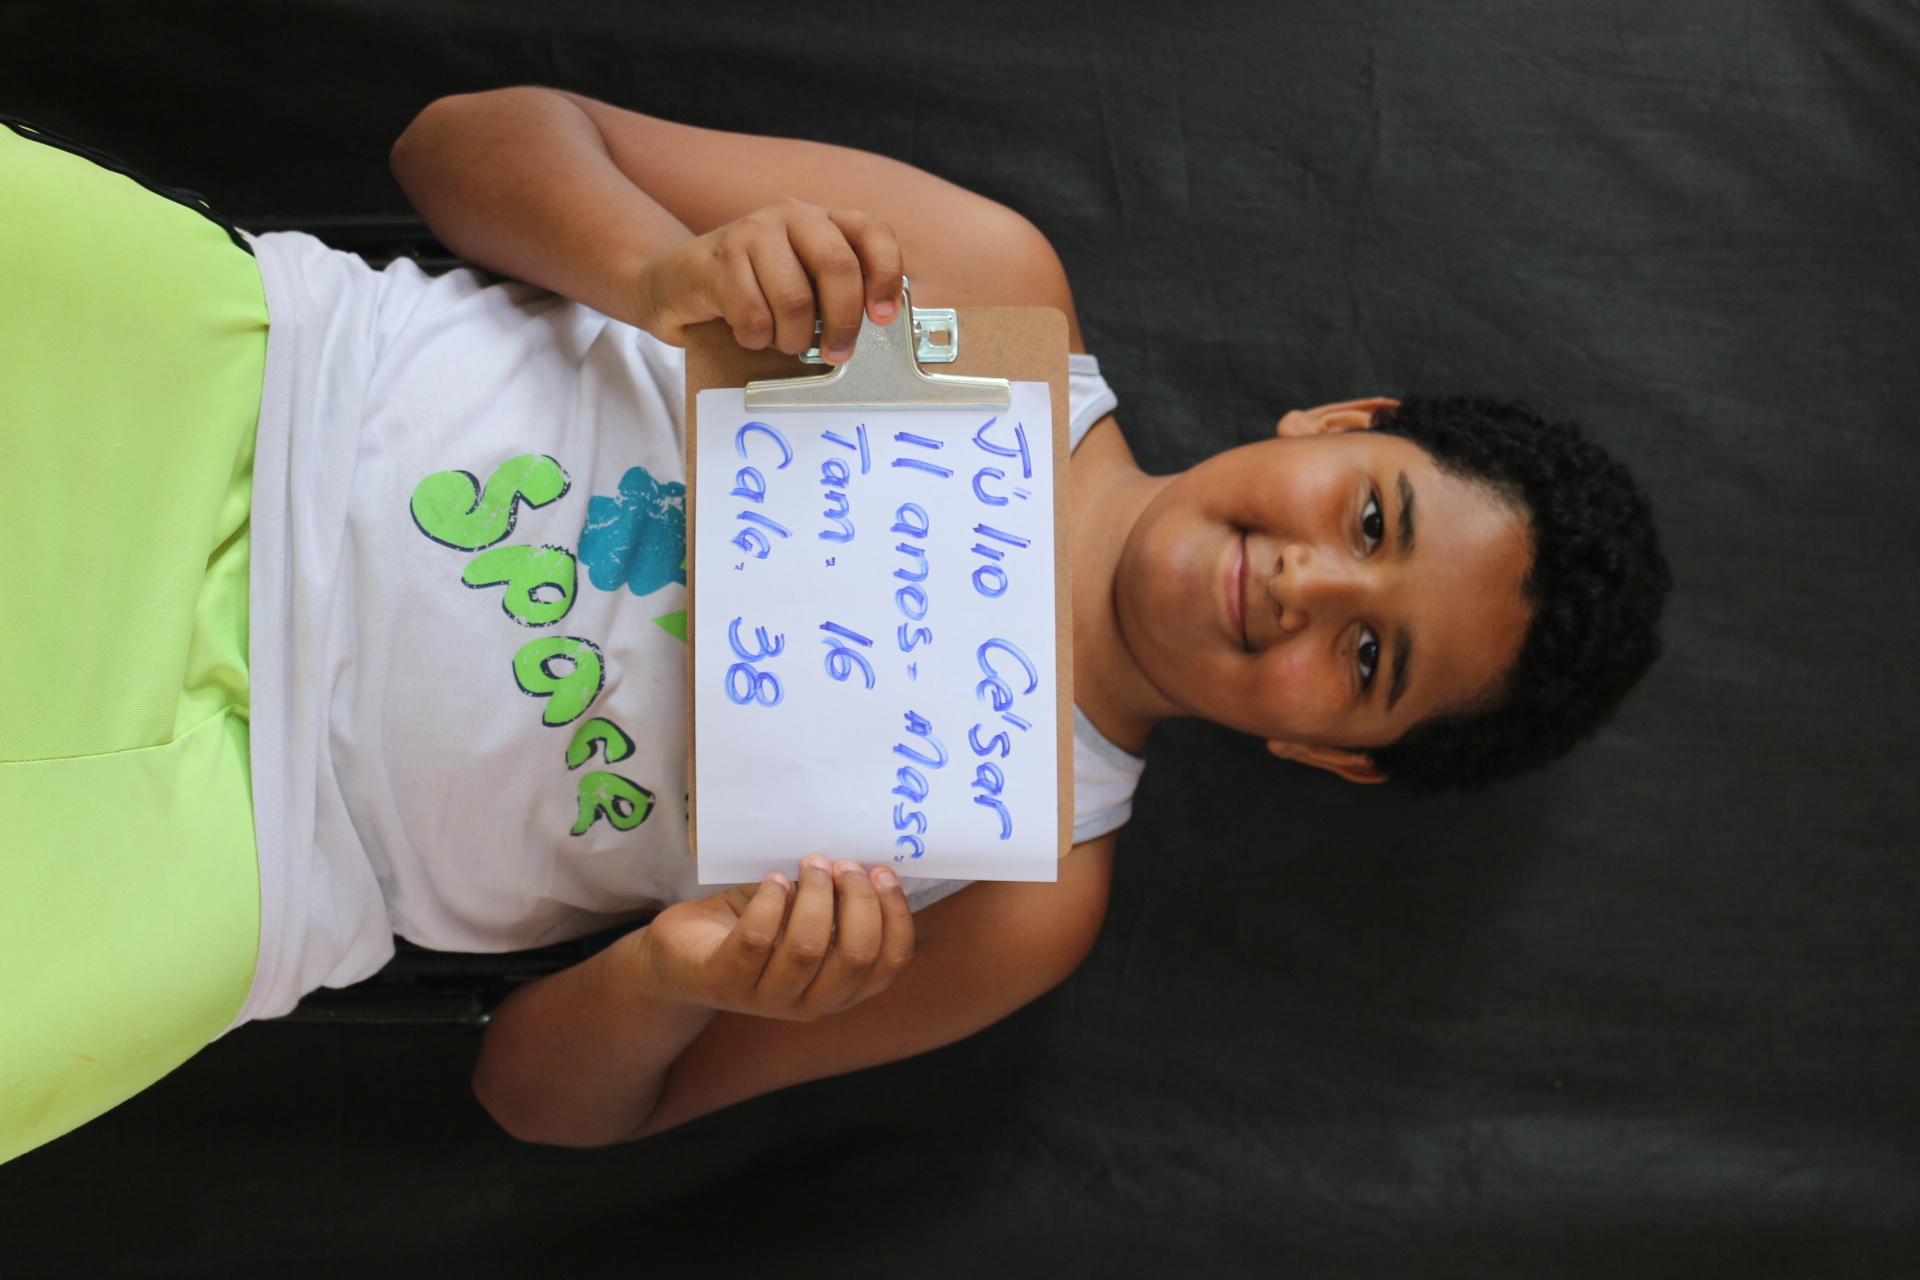 Júlio César
11 anos - Masc.
Tam. 16
Calç. 38
space